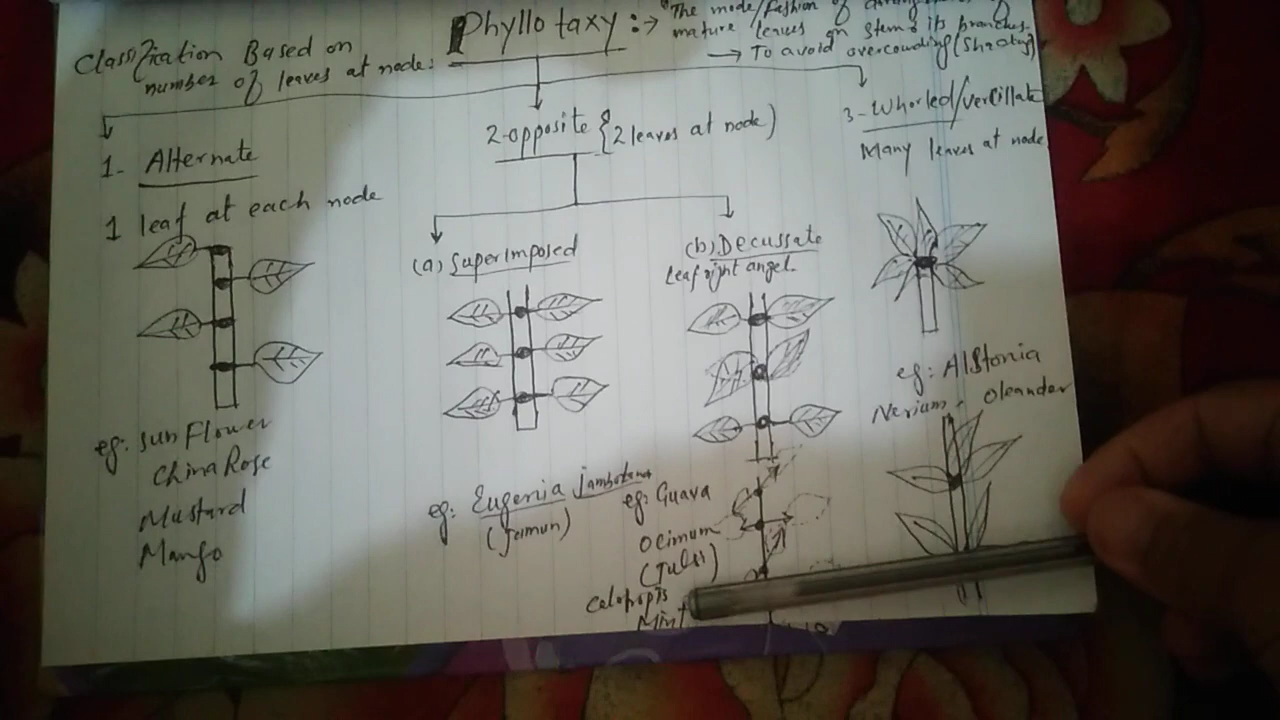 Phyllotaxy :→ "The mode/Fashion of
mature leaves on stem & its branches.
→ To avoid overcouding (Shading)
Classification Based on
number of leaves at node:
1- Alternate
1 leaf at each node
eg: SunFlower
China Rose
Mustard
Mango
2-opposite {2 leaves at node)
(a) Superimposed
eg: Eugenia Jambolana
(Jamun)
(b) Decussate
Leaf right angel.
eg: Guava
Ocimum
(Tulsi)
Calotropis
Mint
3-Whorled/Verticillate
Many leaves at node
eg: Alstonia
Nerium, Oleander